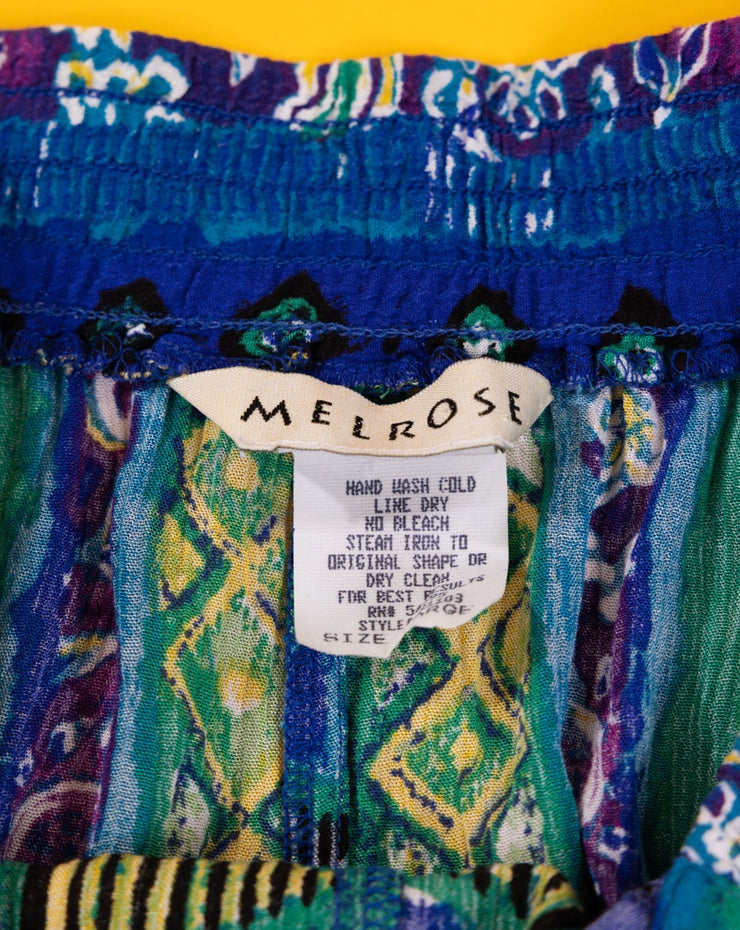 MELROSE
HAND WASH COLD
LINE DRY
NO BLEACH
STEAM IRON TO
ORIGINAL SHAPE OR
DRY CLEAN
FOR BEST
RN#
STYLE
SIZE